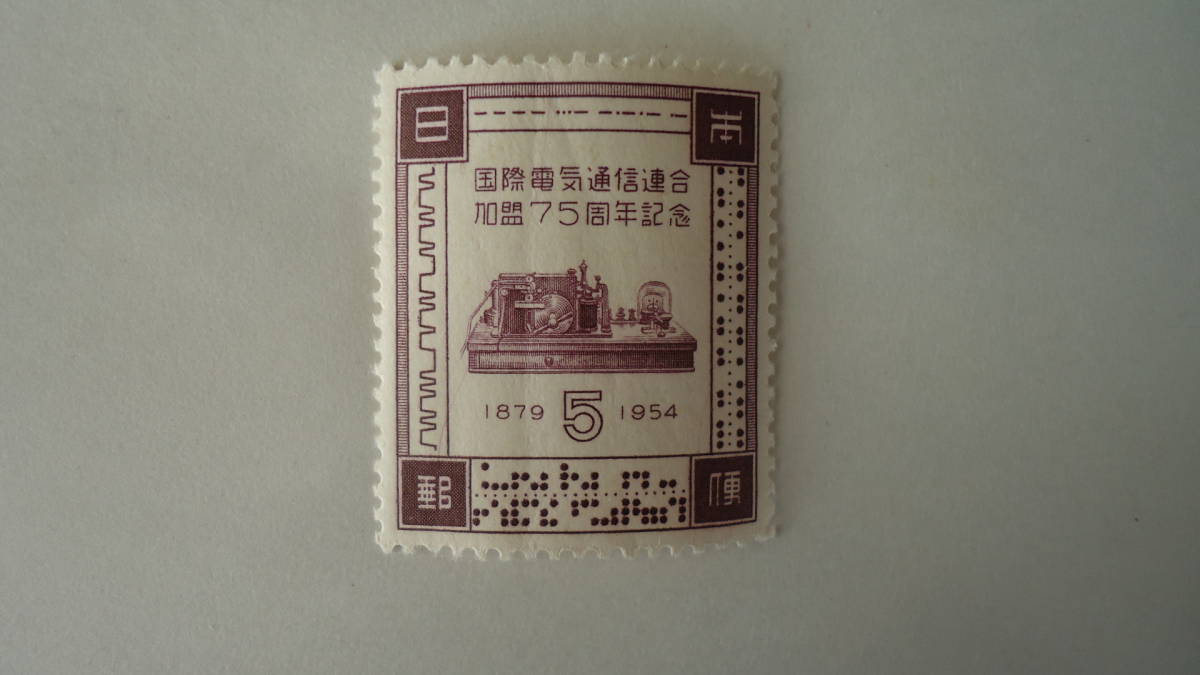 日本
国際電気通信連合
加盟75周年記念
1879 5 1954
郵便